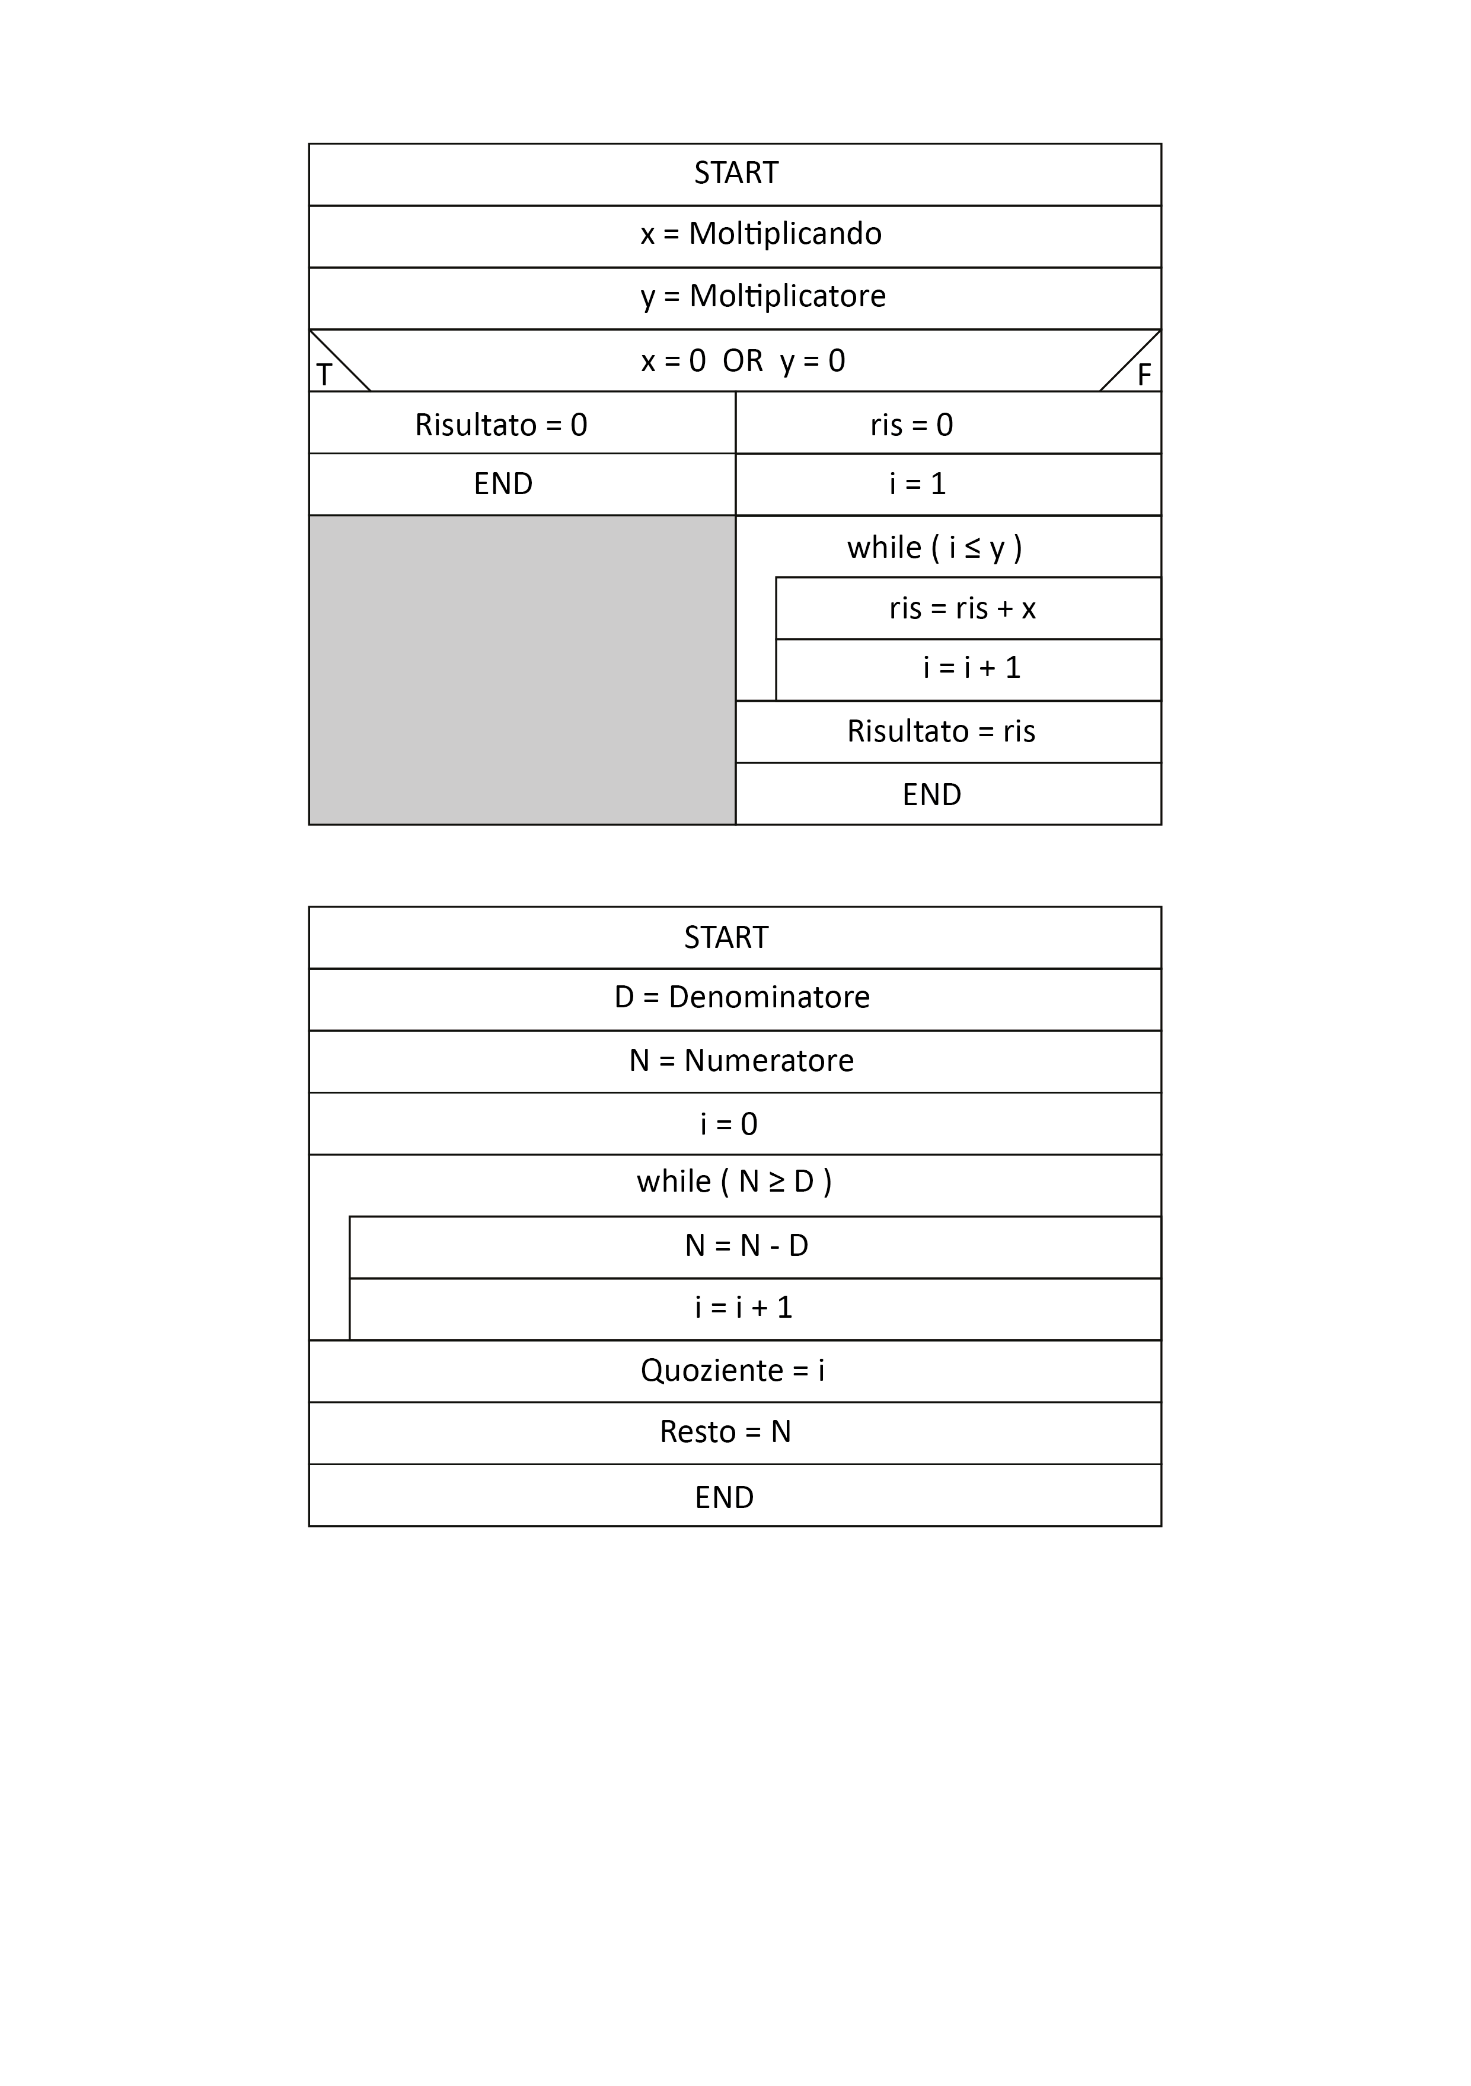 START
x = Moltiplicando
y = Moltiplicatore
T x = 0 OR y = 0 F
Risultato = 0 ris = 0
END i = 1
while ( i ≤ y )
ris = ris + x
i = i + 1
Risultato = ris
END
START
D = Denominatore
N = Numeratore
i = 0
while ( N ≥ D )
N = N - D
i = i + 1
Quoziente = i
Resto = N
END